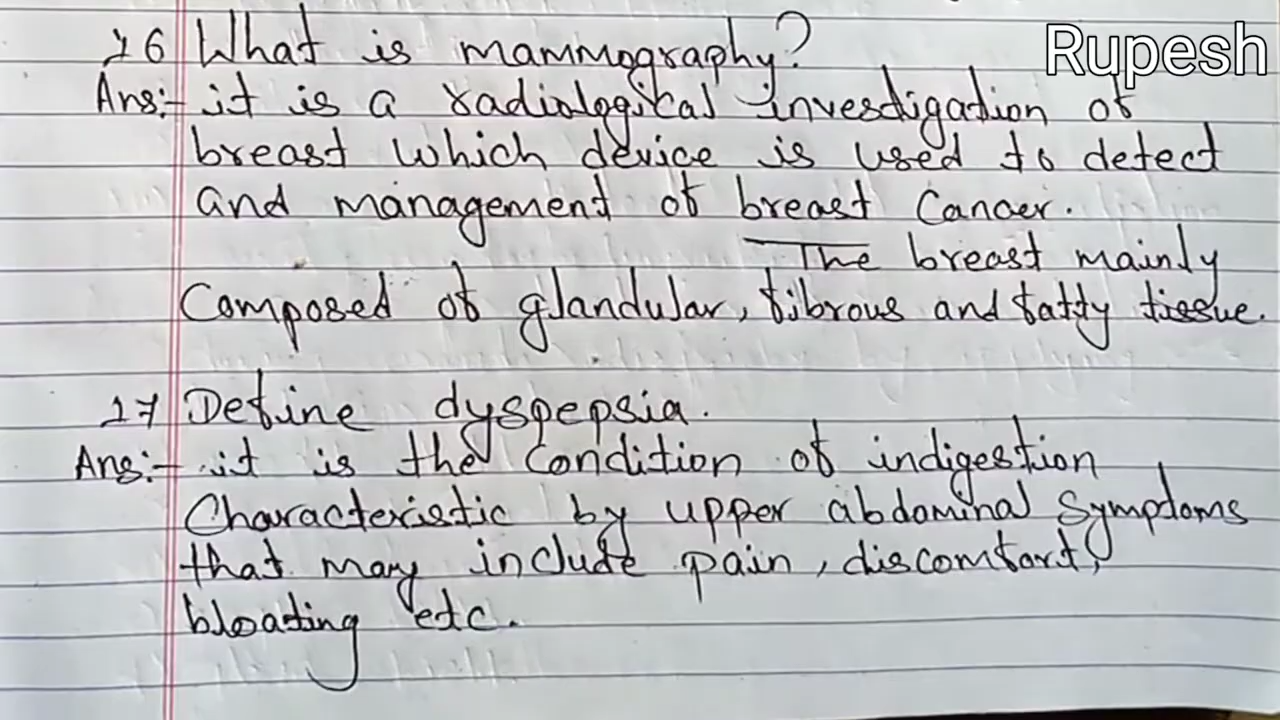 16 What is mammography?
Rupesh
Ans:- it is a radiological investigation of
breast which device is used to detect
and management of breast Cancer.
The breast mainly
Composed of glandular, fibrous and fatty tissue.
17 Define dyspepsia.
Ans:- it is the condition of indigestion
Characteristic by upper abdominal symptoms
that may include pain, discomfort,
bloating etc.